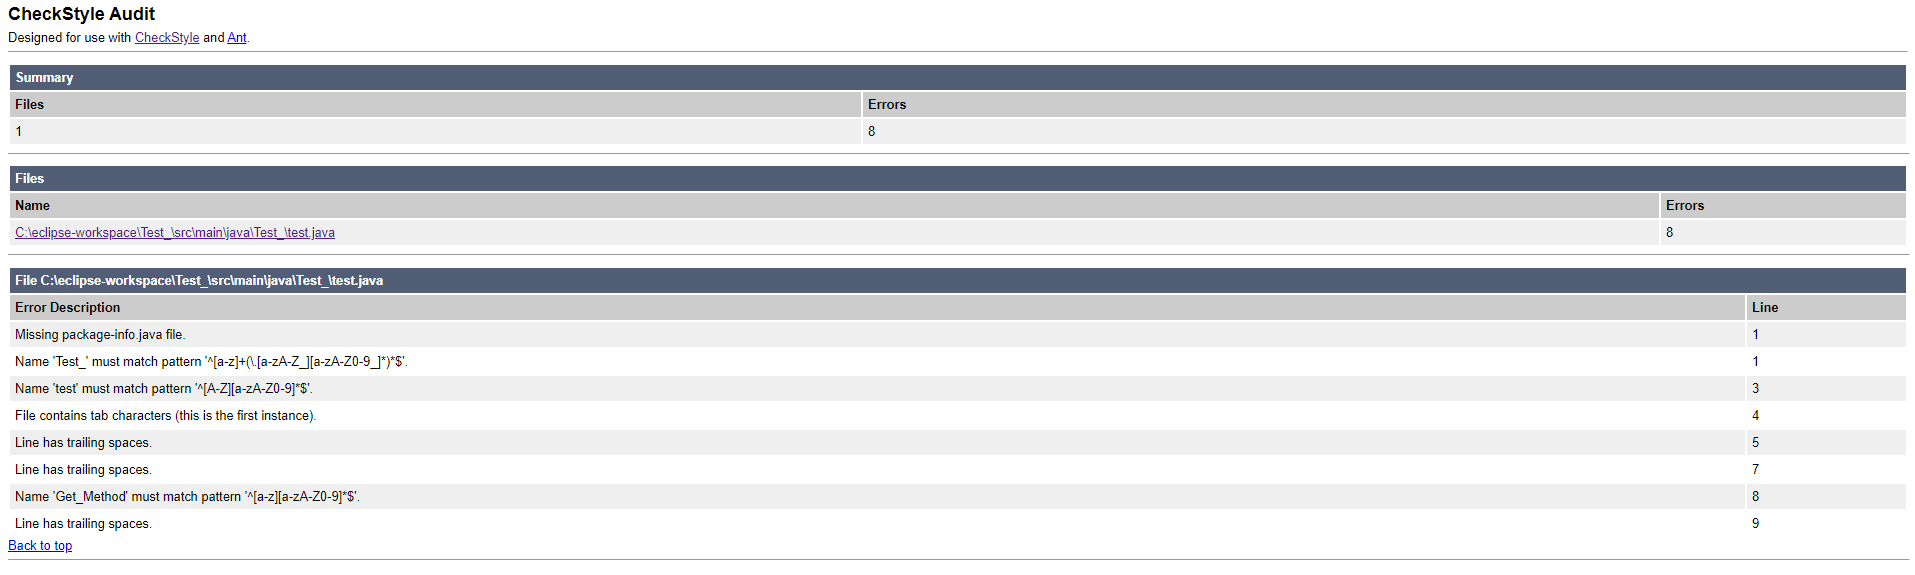 CheckStyle Audit
Designed for use with CheckStyle and Ant.
Summary
Files Errors
1 8
Files
Name Errors
C:\eclipse-workspace\Test_\src\main\java\Test_\test.java 8
File C:\eclipse-workspace\Test_\src\main\java\Test_\test.java
Error Description Line
Missing package-info.java file. 1
Name 'Test_' must match pattern '^[a-z]+(\.[a-zA-Z_][a-zA-Z0-9_]*)*$'. 1
Name 'test' must match pattern '^[A-Z][a-zA-Z0-9]*$'. 3
File contains tab characters (this is the first instance). 4
Line has trailing spaces. 5
Line has trailing spaces. 7
Name 'Get_Method' must match pattern '^[a-z][a-zA-Z0-9]*$'. 8
Line has trailing spaces. 9
Back to top